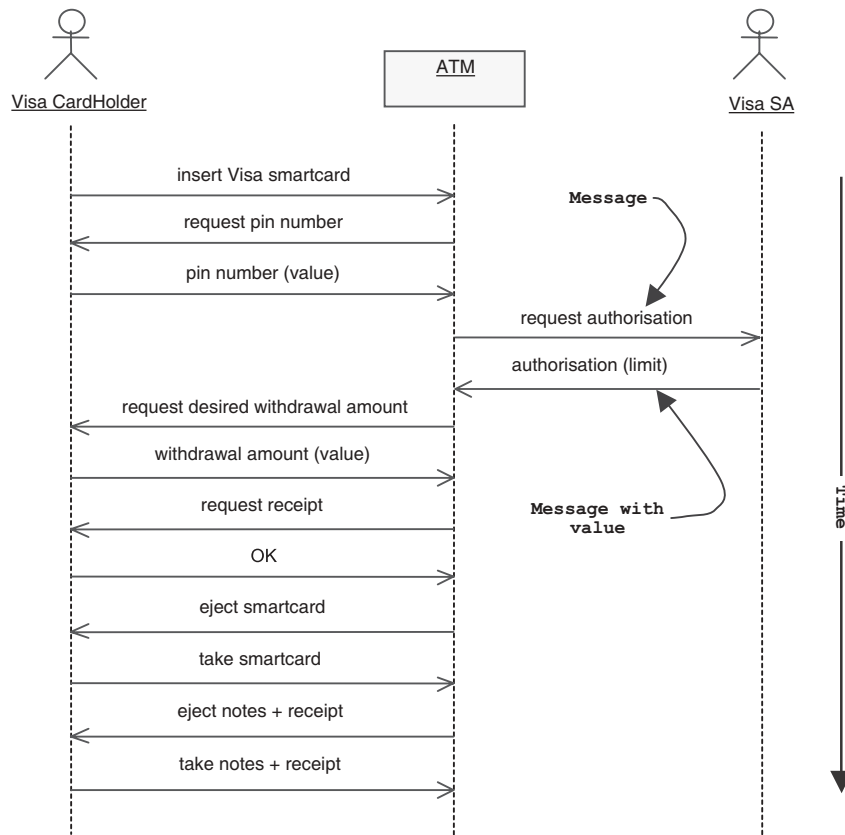 Visa CardHolder
ATM
Visa SA
insert Visa smartcard
Message
request pin number
pin number (value)
request authorisation
authorisation (limit)
request desired withdrawal amount
withdrawal amount (value)
request receipt
Message with
value
Time
OK
eject smartcard
take smartcard
eject notes + receipt
take notes + receipt